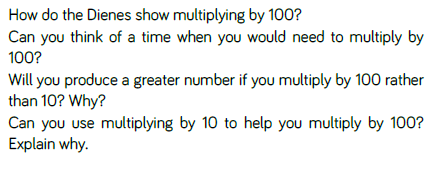 How do the Dienes show multiplying by 100?
Can you think of a time when you would need to multiply by
100?
Will you produce a greater number if you multiply by 100 rather
than 10? Why?
Can you use multiplying by 10 to help you multiply by 100?
Explain why.